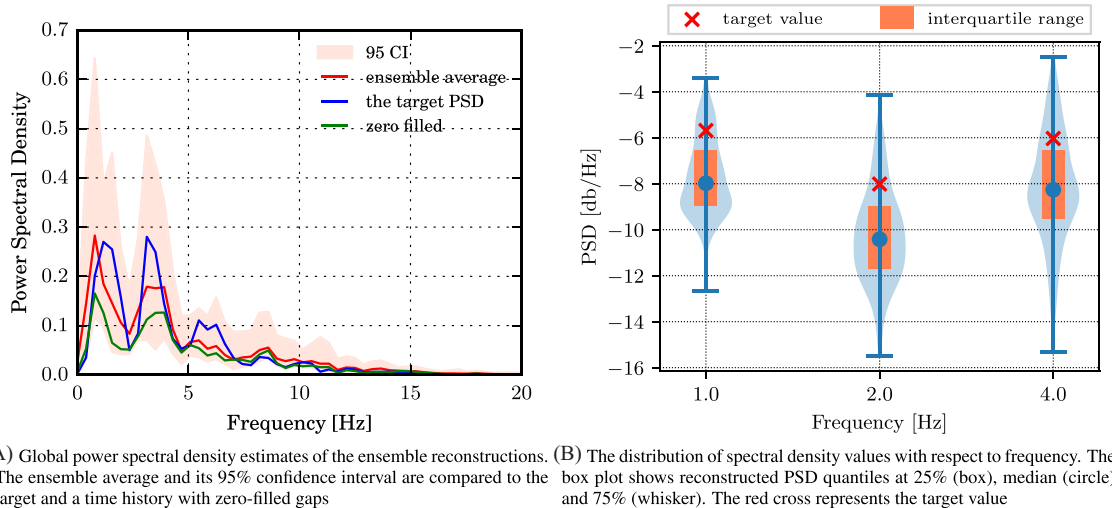 target value
interquartile range
0.7
0.6
0.5
0.4
0.3
0.2
0.1
0.0
Power Spectral Density
95 CI
ensemble average
the target PSD
zero filled
0
5
10
15
20
Frequency [Hz]
−2
−4
−6
−8
−10
−12
−14
−16
PSD [db/Hz]
1.0
2.0
4.0
Frequency [Hz]
A) Global power spectral density estimates of the ensemble reconstructions.
The ensemble average and its 95% confidence interval are compared to the
target and a time history with zero-filled gaps
(B) The distribution of spectral density values with respect to frequency. The
box plot shows reconstructed PSD quantiles at 25% (box), median (circle)
and 75% (whisker). The red cross represents the target value